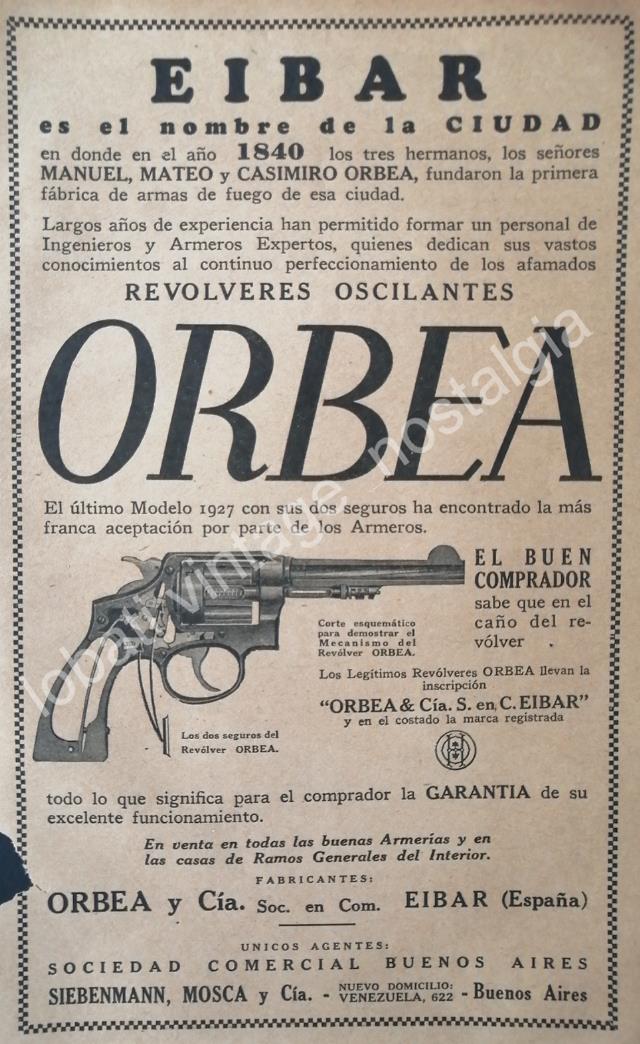 EIBAR
es el nombre de la CIUDAD
en donde en el año 1840 los tres hermanos, los señores
MANUEL, MATEO y CASIMIRO ORBEA, fundaron la primera
fábrica de armas de fuego de esa ciudad.
Largos años de experiencia han permitido formar un personal de
Ingenieros y Armeros Expertos, quienes dedican sus vastos
conocimientos al continuo perfeccionamiento de los afamados
REVOLVERES OSCILANTES
ORBEA
El último Modelo 1927 con sus dos seguros ha encontrado la más
franca aceptación por parte de los Armeros.
EL BUEN
COMPRADOR
sabe que en el
caño del re-
vólver
Corte esquemático
para demostrar el
Mecanismo del
Revólver ORBEA.
Los Legítimos Revólveres ORBEA llevan la
inscripción
"ORBEA & Cía. S. en C. EIBAR"
y en el costado la marca registrada
Los dos seguros del
Revólver ORBEA.
todo lo que significa para el comprador la GARANTIA de su
excelente funcionamiento.
En venta en todas las buenas Armerías y en
las casas de Ramos Generales del Interior.
FABRICANTES:
ORBEA y Cía. Soc. en Com. EIBAR (España)
UNICOS AGENTES:
SOCIEDAD COMERCIAL BUENOS AIRES
SIEBENMANN, MOSCA y Cía. - NUEVO DOMICILIO: VENEZUELA, 622 - Buenos Aires
lobati vintage nostalgia